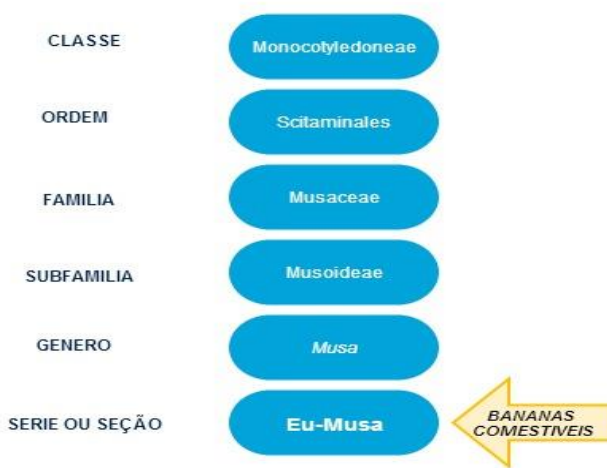 CLASSE Monocotyledoneae
ORDEM Scitaminales
FAMILIA Musaceae
SUBFAMILIA Musoideae
GENERO Musa
SERIE OU SEÇÃO Eu-Musa
BANANAS
COMESTIVEIS